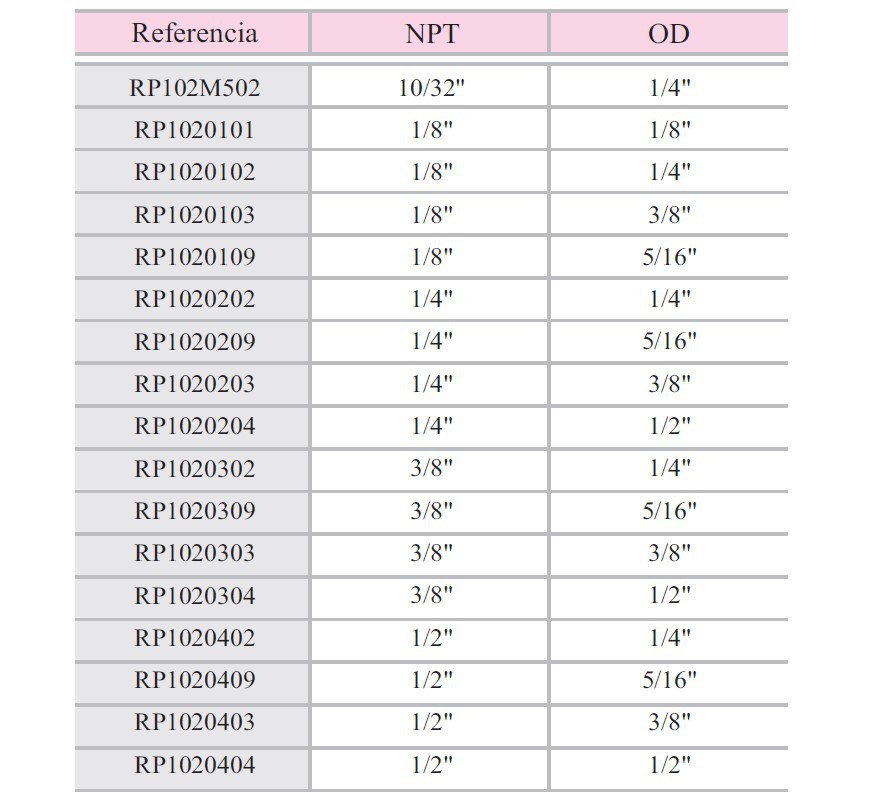 Referencia NPT OD
RP102M502 10/32" 1/4"
RP1020101 1/8" 1/8"
RP1020102 1/8" 1/4"
RP1020103 1/8" 3/8"
RP1020109 1/8" 5/16"
RP1020202 1/4" 1/4"
RP1020209 1/4" 5/16"
RP1020203 1/4" 3/8"
RP1020204 1/4" 1/2"
RP1020302 3/8" 1/4"
RP1020309 3/8" 5/16"
RP1020303 3/8" 3/8"
RP1020304 3/8" 1/2"
RP1020402 1/2" 1/4"
RP1020409 1/2" 5/16"
RP1020403 1/2" 3/8"
RP1020404 1/2" 1/2"